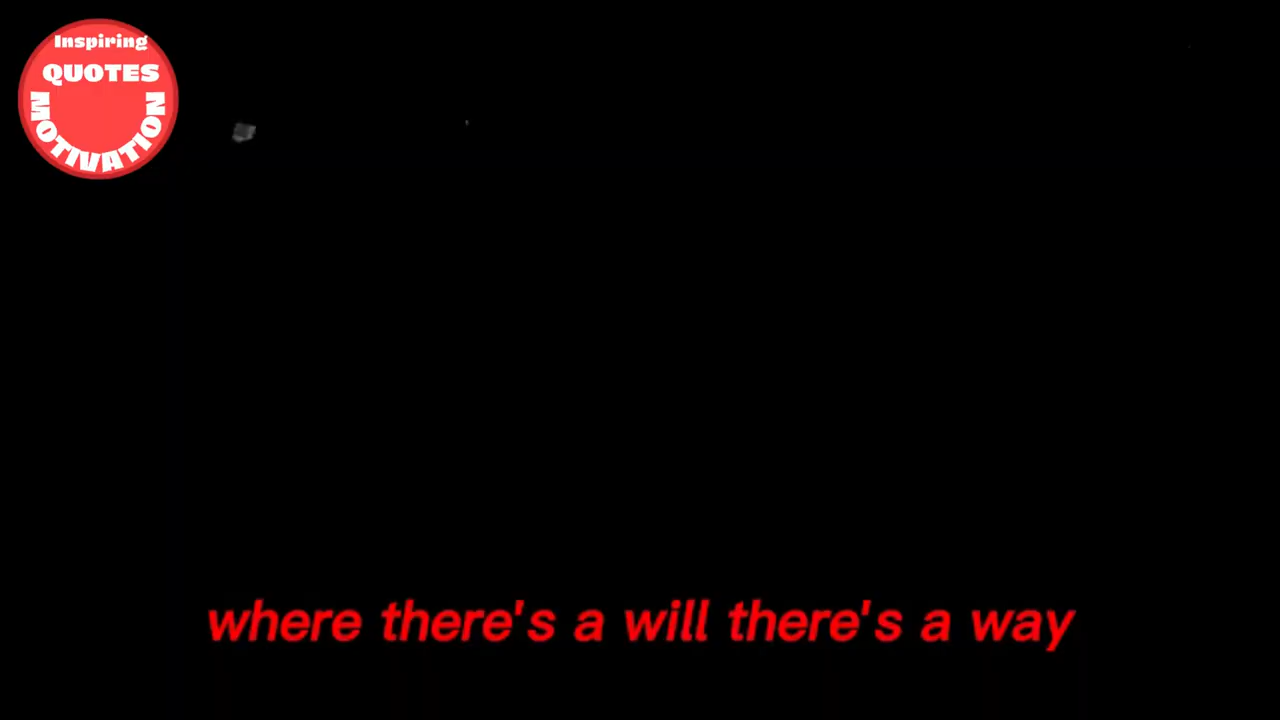 Inspiring
QUOTES
MOTIVATION
where there's a will there's a way